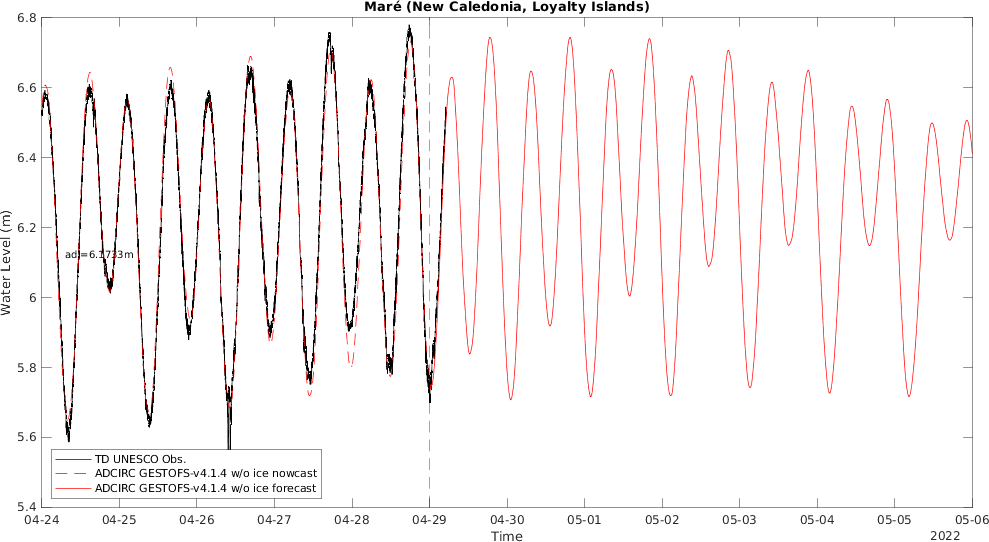 Maré (New Caledonia, Loyalty Islands)
6.8
6.6
6.4
6.2
6
5.8
5.6
5.4
Water Level (m)
adj=6.1733m
TD UNESCO Obs.
ADCIRC GESTOFS-v4.1.4 w/o ice nowcast
ADCIRC GESTOFS-v4.1.4 w/o ice forecast
04-24 04-25 04-26 04-27 04-28 04-29 04-30 05-01 05-02 05-03 05-04 05-05 05-06
Time
2022